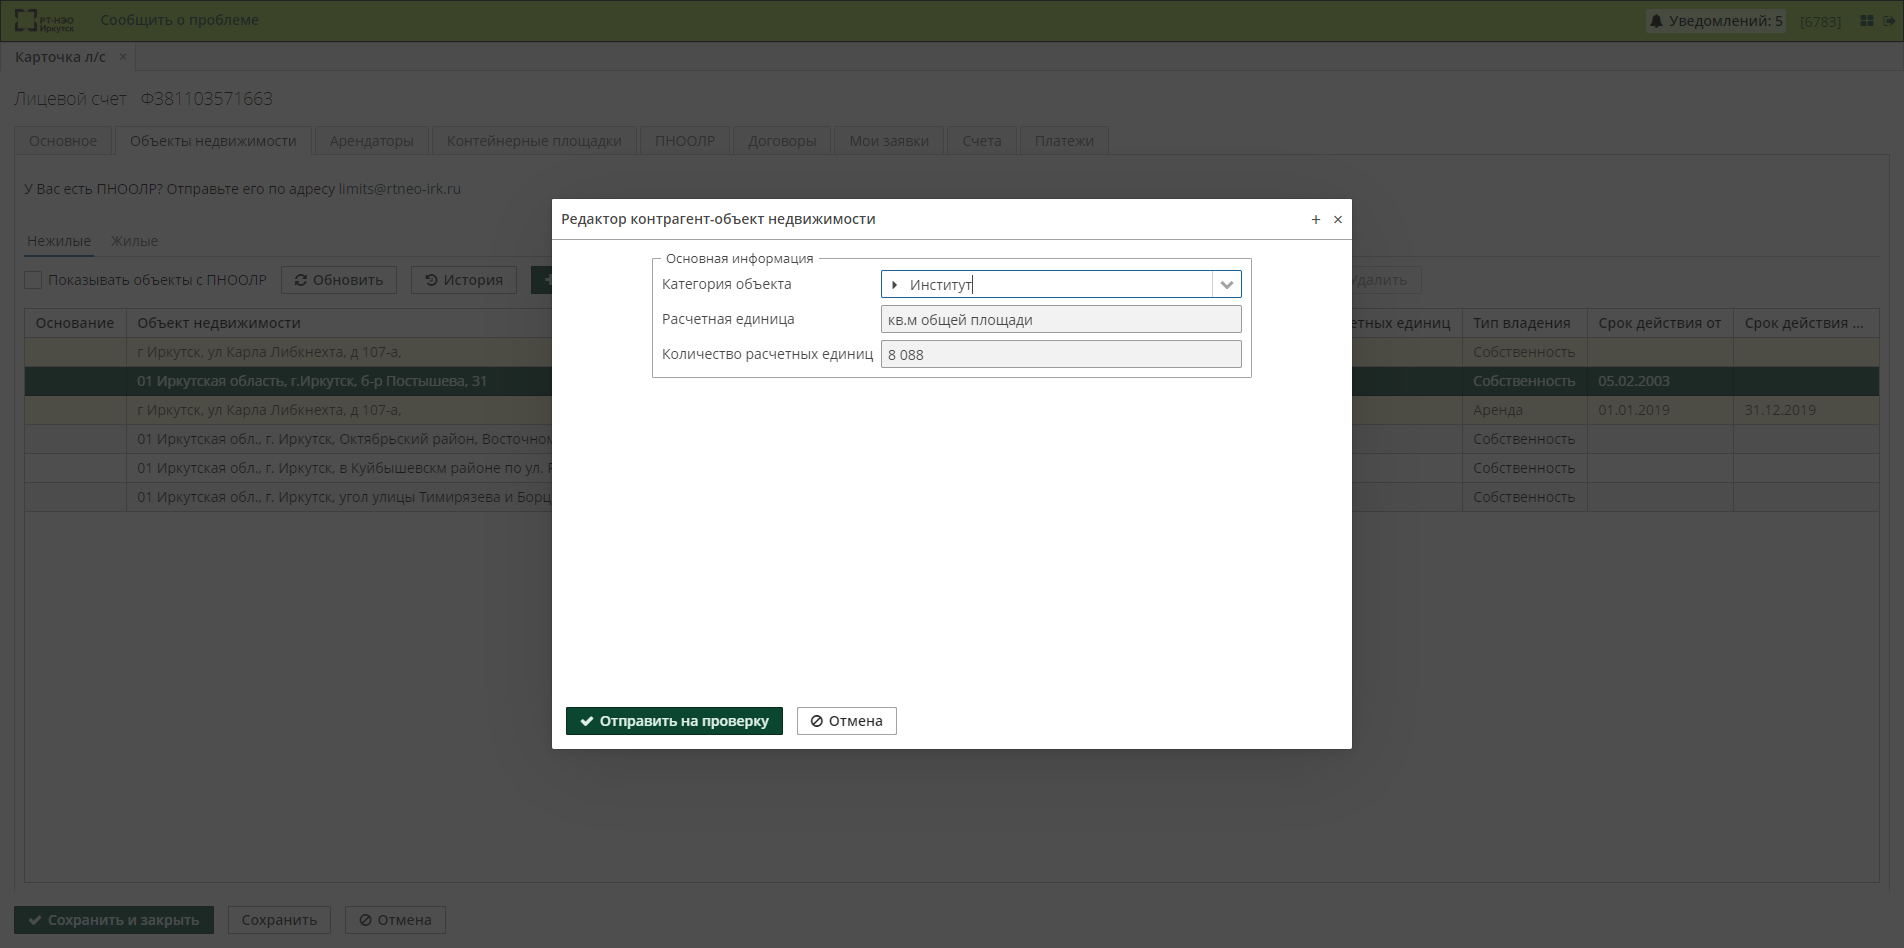 РТ-НЭО Иркутск
Сообщить о проблеме
Уведомлений: 5
[6783]
Карточка л/с ×
Лицевой счет Ф381103571663
Основное
Объекты недвижимости
Арендаторы
Контейнерные площадки
ПНООЛР
Договоры
Мои заявки
Счета
Платежи
У Вас есть ПНООЛР? Отправьте его по адресу limits@rtneo-irk.ru
Нежилые Жилые
Показывать объекты с ПНООЛР
Обновить
История
Удалить
Основание Объект недвижимости етных единиц Тип владения Срок действия от Срок действия ...
г Иркутск, ул Карла Либкнехта, д 107-а, Собственность
01 Иркутская область, г.Иркутск, б-р Постышева, 31 Собственность 05.02.2003
г Иркутск, ул Карла Либкнехта, д 107-а, Аренда 01.01.2019 31.12.2019
01 Иркутская обл., г. Иркутск, Октябрьский район, Восточном Собственность
01 Иркутская обл., г. Иркутск, в Куйбышевскм районе по ул. Собственность
01 Иркутская обл., г. Иркутск, угол улицы Тимирязева и Борц Собственность
Редактор контрагент-объект недвижимости + ×
Основная информация
Категория объекта Институт
Расчетная единица кв.м общей площади
Количество расчетных единиц 8 088
Отправить на проверку
Отмена
Сохранить и закрыть
Сохранить
Отмена